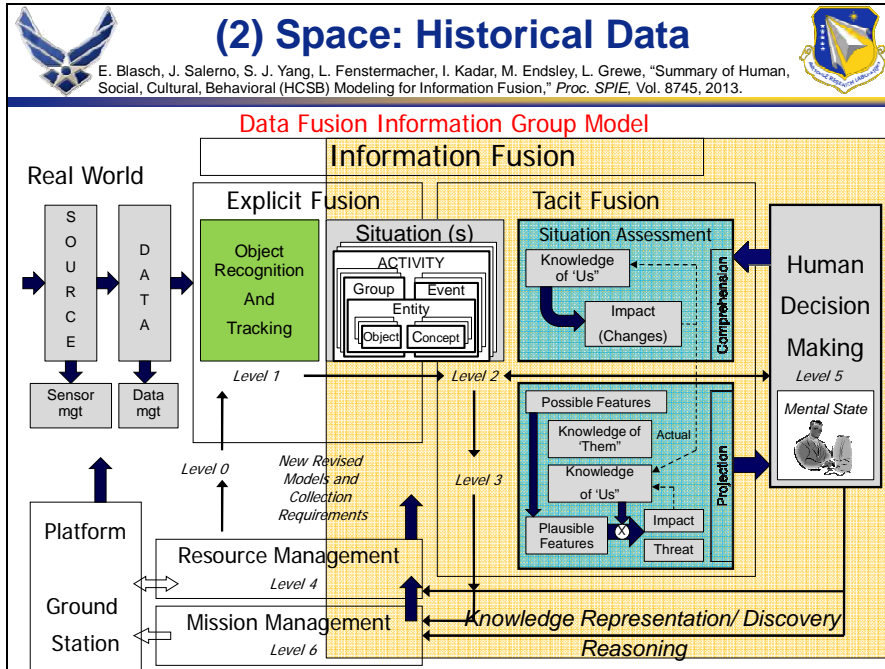 (2) Space: Historical Data
E. Blasch, J. Salerno, S. J. Yang, L. Fenstermacher, I. Kadar, M. Endsley, L. Grewe, “Summary of Human,
Social, Cultural, Behavioral (HCSB) Modeling for Information Fusion,” Proc. SPIE, Vol. 8745, 2013.
Data Fusion Information Group Model
Information Fusion
Real World
SOURCE
DATA
Sensor
mgt
Data
mgt
Platform
Ground
Station
Explicit Fusion
Object
Recognition
And
Tracking
Level 1
Level 0
Situation (s)
ACTIVITY
Group
Event
Entity
Object
Concept
Level 2
Level 3
New Revised
Models and
Collection
Requirements
Tacit Fusion
Situation Assessment
Knowledge
of ‘Us”
Impact
(Changes)
Comprehension
Possible Features
Knowledge
of ‘Them”
Actual
Knowledge
of ‘Us”
Plausible
Features
X
Impact
Threat
Projection
Human
Decision
Making
Level 5
Mental State
Resource Management
Level 4
Mission Management
Level 6
Knowledge Representation/ Discovery
Reasoning